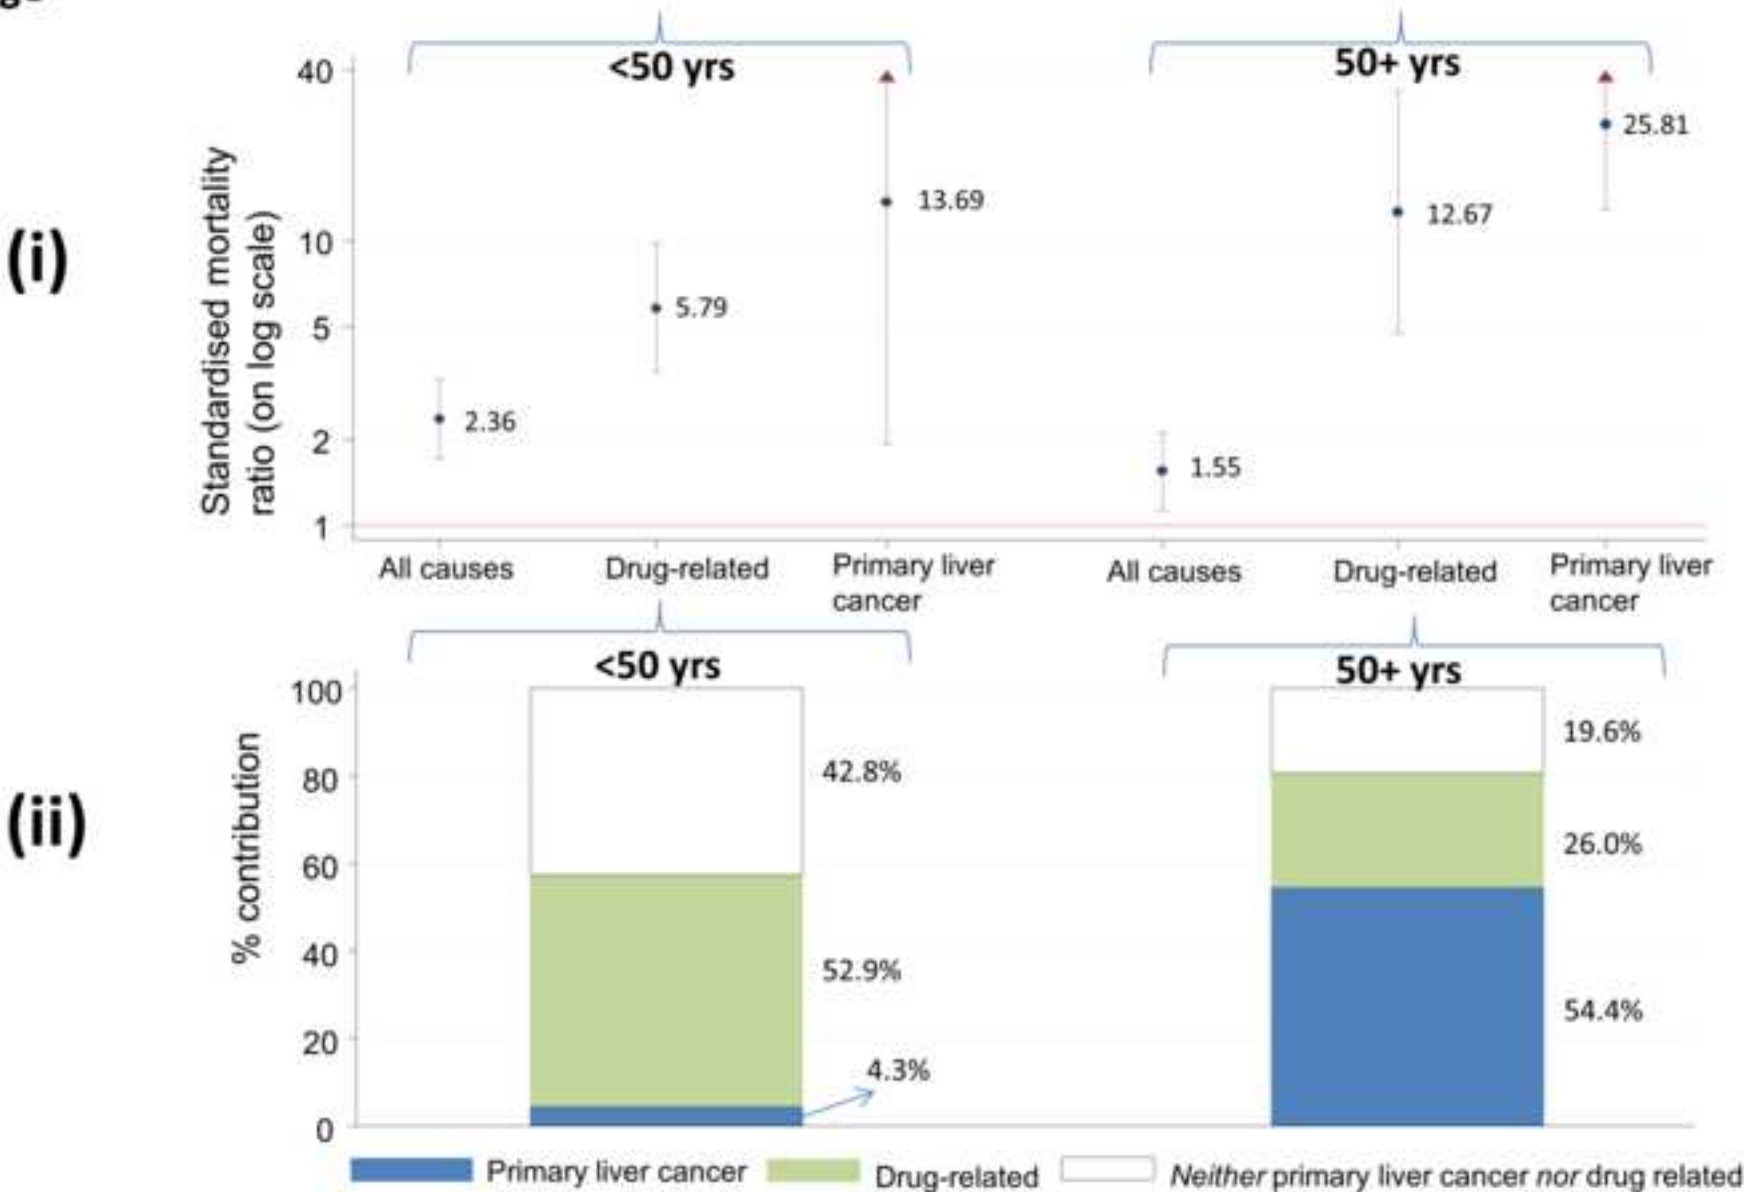 <50 yrs
50+ yrs
(i)
Standardised mortality
ratio (on log scale)
40
10
5
2
1
2.36
5.79
13.69
1.55
12.67
25.81
All causes
Drug-related
Primary liver
cancer
All causes
Drug-related
Primary liver
cancer
<50 yrs
50+ yrs
(ii)
% contribution
100
80
60
40
20
0
42.8%
52.9%
4.3%
19.6%
26.0%
54.4%
Primary liver cancer
Drug-related
Neither primary liver cancer nor drug related